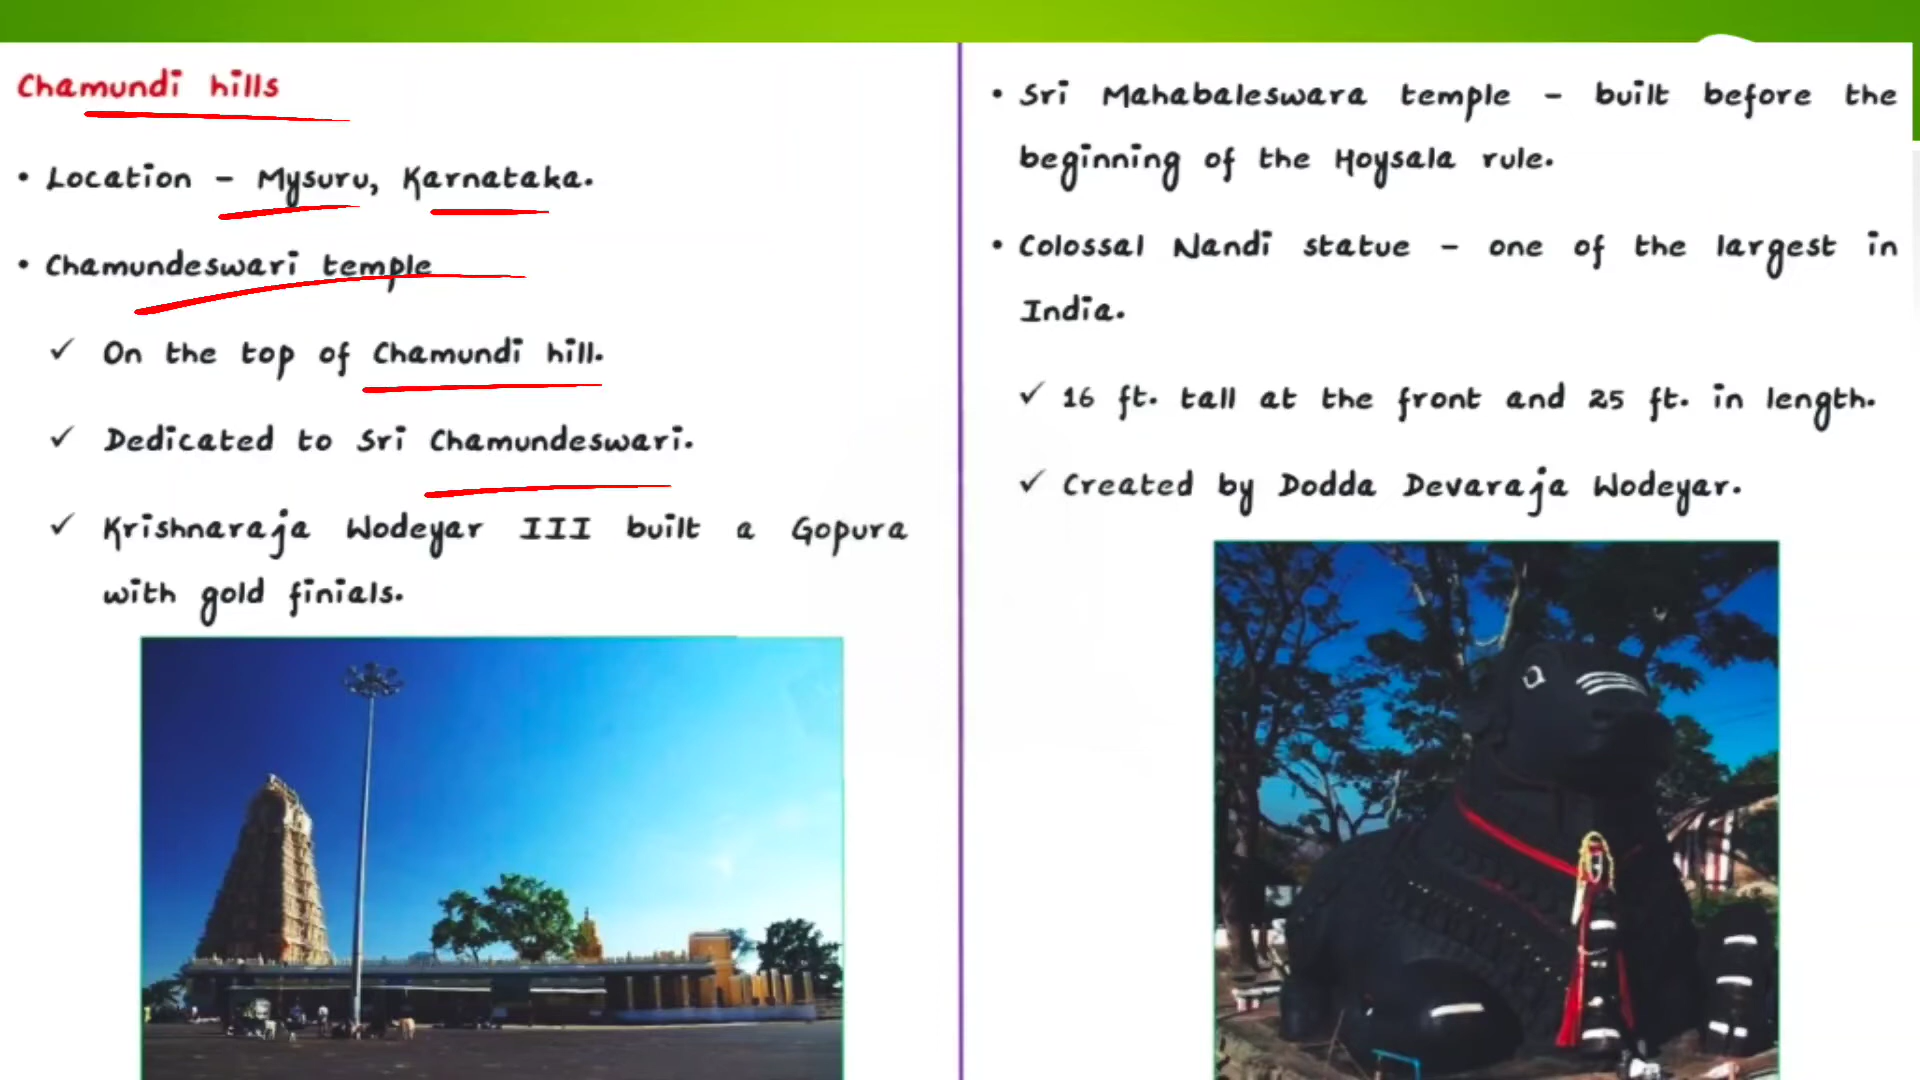 Chamundi hills
• Location - Mysuru, Karnataka.
• Chamundeswari temple
✓ On the top of Chamundi hill.
✓ Dedicated to Sri Chamundeswari.
✓ Krishnaraja Wodeyar III built a Gopura
with gold finials.
• Sri Mahabaleswara temple - built before the
beginning of the Hoysala rule.
• Colossal Nandi statue - one of the largest in
India.
✓ 16 ft. tall at the front and 25 ft. in length.
✓ Created by Dodda Devaraja Wodeyar.